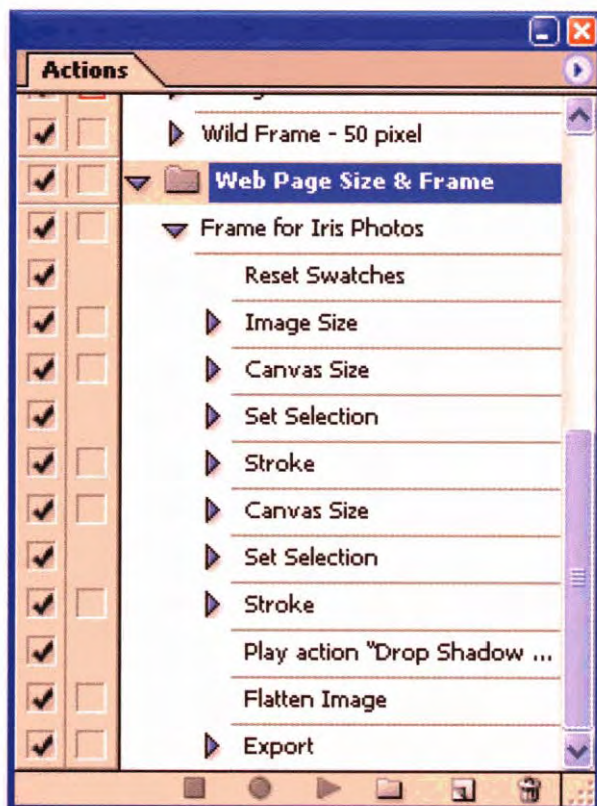 Actions
Wild Frame - 50 pixel
Web Page Size & Frame
Frame for Iris Photos
Reset Swatches
Image Size
Canvas Size
Set Selection
Stroke
Canvas Size
Set Selection
Stroke
Play action "Drop Shadow ...
Flatten Image
Export